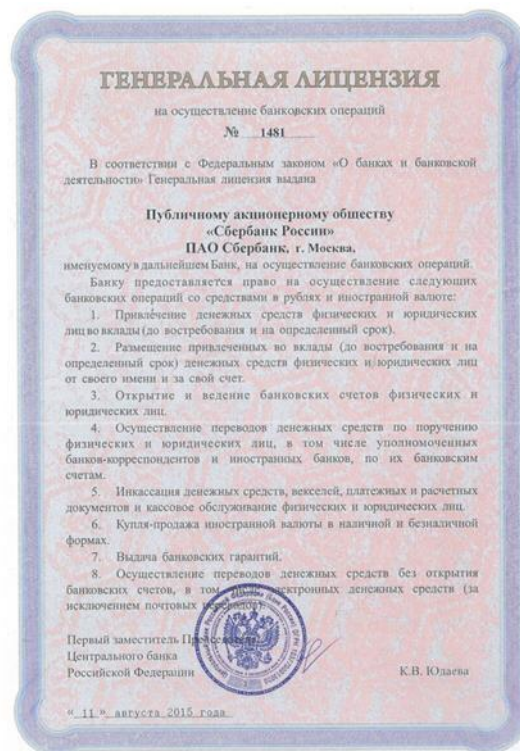 ГЕНЕРАЛЬНАЯ ЛИЦЕНЗИЯ
на осуществление банковских операций
№ 1481
В соответствии с Федеральным законом «О банках и банковской
деятельности» Генеральная лицензия выдана
Публичному акционерному обществу
«Сбербанк России»
ПАО Сбербанк, г. Москва,
именуемому в дальнейшем Банк, на осуществление банковских операций.
Банку предоставляется право на осуществление следующих
банковских операций со средствами в рублях и иностранной валюте:
1. Привлечение денежных средств физических и юридических
лиц во вклады (до востребования и на определенный срок).
2. Размещение привлеченных во вклады (до востребования и на
определенный срок) денежных средств физических и юридических лиц
от своего имени и за свой счет.
3. Открытие и ведение банковских счетов физических и
юридических лиц.
4. Осуществление переводов денежных средств по поручению
физических и юридических лиц, в том числе уполномоченных
банков-корреспондентов и иностранных банков, по их банковским
счетам.
5. Инкассация денежных средств, векселей, платежных и расчетных
документов и кассовое обслуживание физических и юридических лиц.
6. Купля-продажа иностранной валюты в наличной и безналичной
формах.
7. Выдача банковских гарантий.
8. Осуществление переводов денежных средств без открытия
банковских счетов, в том числе электронных денежных средств (за
исключением почтовых переводов).
Первый заместитель Председателя
Центрального банка
Российской Федерации
К.В. Юдаева
« 11 » августа 2015 года